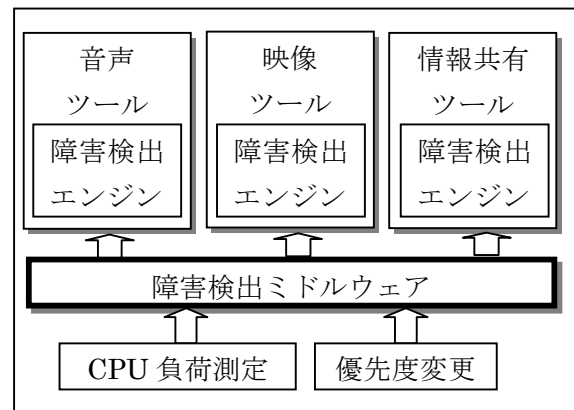 音声
ツール
障害検出
エンジン
映像
ツール
障害検出
エンジン
情報共有
ツール
障害検出
エンジン
障害検出ミドルウェア
CPU 負荷測定
優先度変更